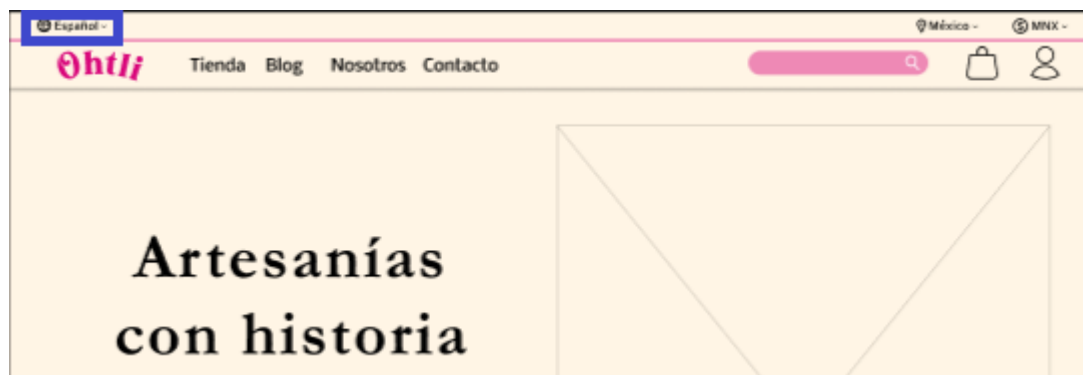 Español
México
MNX
Ohtli
Tienda Blog Nosotros Contacto
Artesanías
con historia